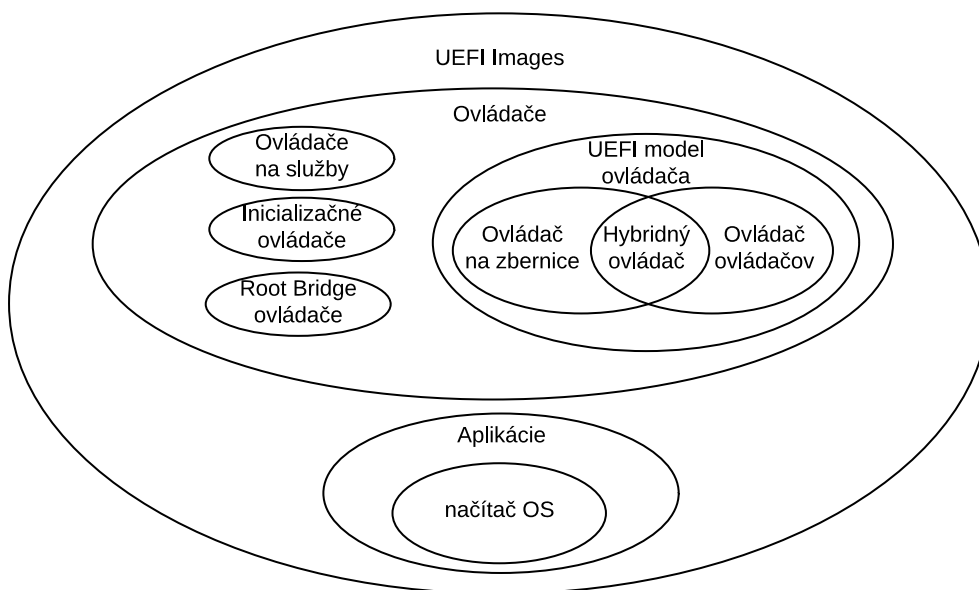 UEFI Images
Ovládače
Ovládače
na služby
Inicializačné
ovládače
Root Bridge
ovládače
UEFI model
ovládača
Ovládač
na zbernice
Hybridný
ovládač
Ovládač
ovládačov
Aplikácie
načítač OS